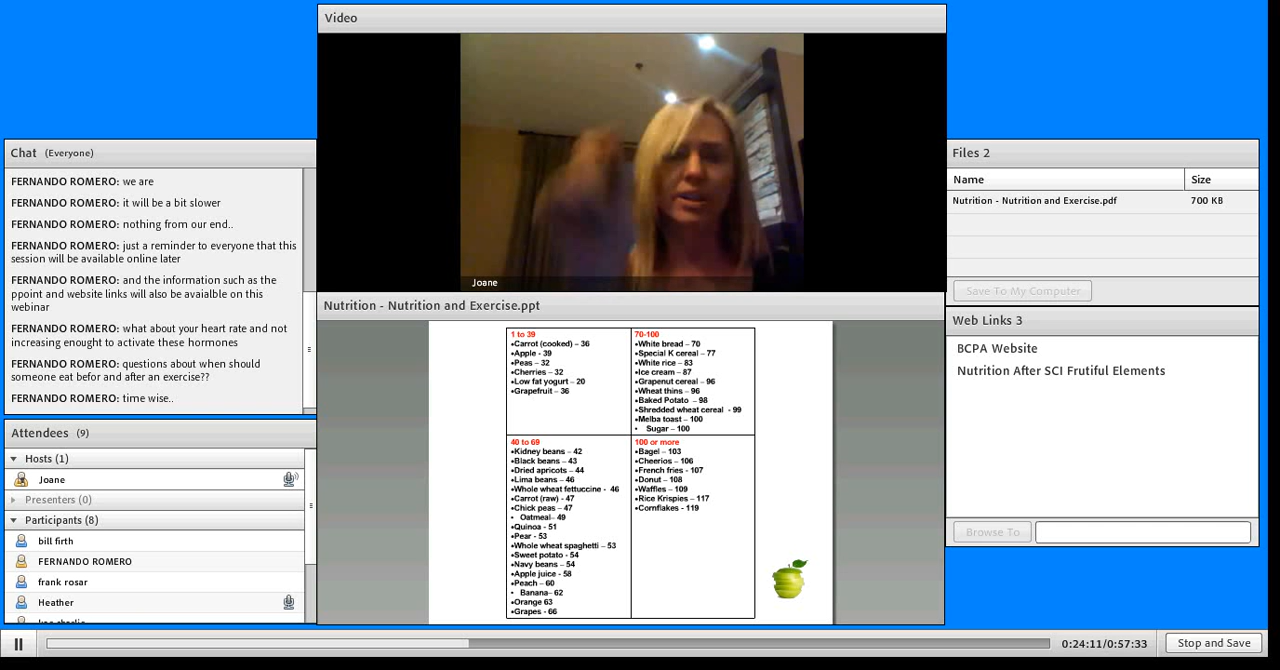 Video
Joane
Chat (Everyone)
FERNANDO ROMERO: we are
FERNANDO ROMERO: it will be a bit slower
FERNANDO ROMERO: nothing from our end..
FERNANDO ROMERO: just a reminder to everyone that this
session will be available online later
FERNANDO ROMERO: and the information such as the
ppoint and website links will also be avaialble on this
webinar
FERNANDO ROMERO: what about your heart rate and not
increasing enought to activate these hormones
FERNANDO ROMERO: questions about when should
someone eat befor and after an exercise??
FERNANDO ROMERO: time wise..
Attendees (9)
Hosts (1)
Joane
Presenters (0)
Participants (8)
bill firth
FERNANDO ROMERO
frank rosar
Heather
Nutrition - Nutrition and Exercise.ppt
1 to 39
•Carrot (cooked) – 36
•Apple - 39
•Peas – 32
•Cherries – 32
•Low fat yogurt – 20
•Grapefruit – 36
70-100
•White bread – 70
•Special K cereal – 77
•White rice – 83
•Ice cream – 87
•Grapenut cereal – 96
•Wheat thins – 96
•Baked Potato – 98
•Shredded wheat cereal - 99
•Melba toast – 100
• Sugar – 100
40 to 69
•Kidney beans – 42
•Black beans – 43
•Dried apricots – 44
•Lima beans – 46
•Whole wheat fettuccine - 46
•Carrot (raw) - 47
•Chick peas – 47
• Oatmeal– 49
•Quinoa - 51
•Pear - 53
•Whole wheat spaghetti – 53
•Sweet potato - 54
•Navy beans – 54
•Apple juice - 58
•Peach – 60
• Banana– 62
•Orange 63
•Grapes - 66
100 or more
•Bagel – 103
•Cheerios – 106
•French fries - 107
•Donut – 108
•Waffles – 109
•Rice Krispies – 117
•Cornflakes - 119
Files 2
Name Size
Nutrition - Nutrition and Exercise.pdf 700 KB
Save To My Computer
Web Links 3
BCPA Website
Nutrition After SCI Frutiful Elements
Browse To
0:24:11/0:57:33
Stop and Save